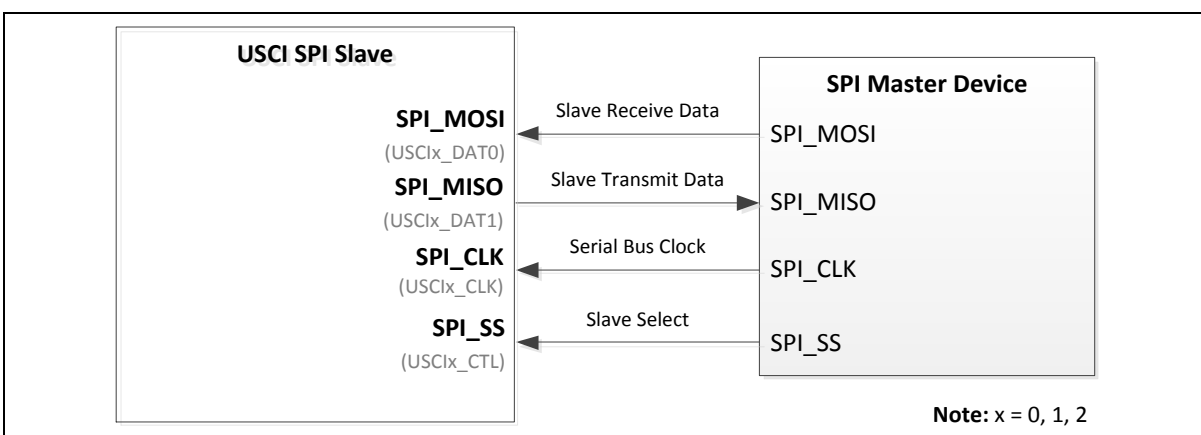 USCI SPI Slave
SPI Master Device
SPI_MOSI
(USCIx_DAT0)
Slave Receive Data
SPI_MOSI
SPI_MISO
(USCIx_DAT1)
Slave Transmit Data
SPI_MISO
SPI_CLK
(USCIx_CLK)
Serial Bus Clock
SPI_CLK
SPI_SS
(USCIx_CTL)
Slave Select
SPI_SS
Note: x = 0, 1, 2